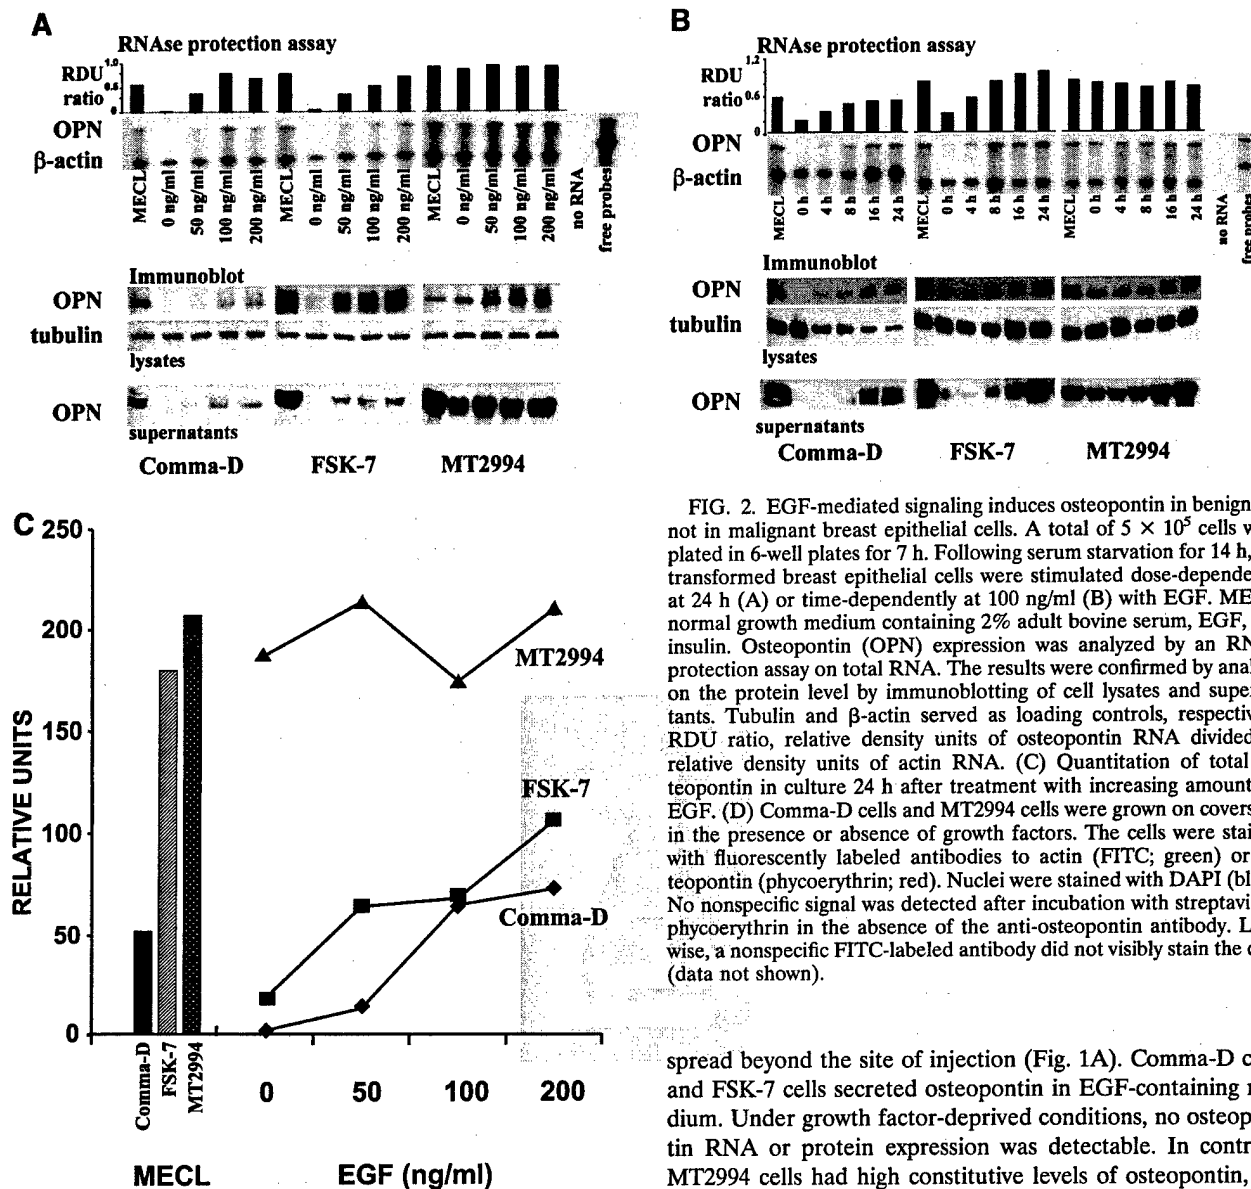 A
RNAse protection assay
RDU
ratio
1.0
0.5
0
OPN
β-actin
MECL
0 ng/ml
50 ng/ml
100 ng/ml
200 ng/ml
MECL
0 ng/ml
50 ng/ml
100 ng/ml
200 ng/ml
MECL
0 ng/ml
50 ng/ml
100 ng/ml
200 ng/ml
no RNA
free probes
Immunoblot
OPN
tubulin
lysates
OPN
supernatants
Comma-D FSK-7 MT2994
B
RNAse protection assay
RDU
ratio
1.2
0.6
0
OPN
β-actin
MECL
0 h
4 h
8 h
16 h
24 h
MECL
0 h
4 h
8 h
16 h
24 h
MECL
0 h
4 h
8 h
16 h
24 h
no RNA
free probes
Immunoblot
OPN
tubulin
lysates
OPN
supernatants
Comma-D FSK-7 MT2994
C
RELATIVE UNITS
250
200
150
100
50
0
MT2994
FSK-7
Comma-D
Comma-D
FSK-7
MT2994
0 50 100 200
MECL EGF (ng/ml)
FIG. 2. EGF-mediated signaling induces osteopontin in benign
not in malignant breast epithelial cells. A total of 5 × 10⁵ cells w
plated in 6-well plates for 7 h. Following serum starvation for 14 h,
transformed breast epithelial cells were stimulated dose-depende
at 24 h (A) or time-dependently at 100 ng/ml (B) with EGF. ME
normal growth medium containing 2% adult bovine serum, EGF,
insulin. Osteopontin (OPN) expression was analyzed by an RN
protection assay on total RNA. The results were confirmed by anal
on the protein level by immunoblotting of cell lysates and super
tants. Tubulin and β-actin served as loading controls, respectiv
RDU ratio, relative density units of osteopontin RNA divided
relative density units of actin RNA. (C) Quantitation of total
teopontin in culture 24 h after treatment with increasing amount
EGF. (D) Comma-D cells and MT2994 cells were grown on covers
in the presence or absence of growth factors. The cells were stai
with fluorescently labeled antibodies to actin (FITC; green) or
teopontin (phycoerythrin; red). Nuclei were stained with DAPI (bl
No nonspecific signal was detected after incubation with streptavi
phycoerythrin in the absence of the anti-osteopontin antibody. L
wise, a nonspecific FITC-labeled antibody did not visibly stain the c
(data not shown).
spread beyond the site of injection (Fig. 1A). Comma-D c
and FSK-7 cells secreted osteopontin in EGF-containing r
dium. Under growth factor-deprived conditions, no osteop
tin RNA or protein expression was detectable. In contr
MT2994 cells had high constitutive levels of osteopontin,